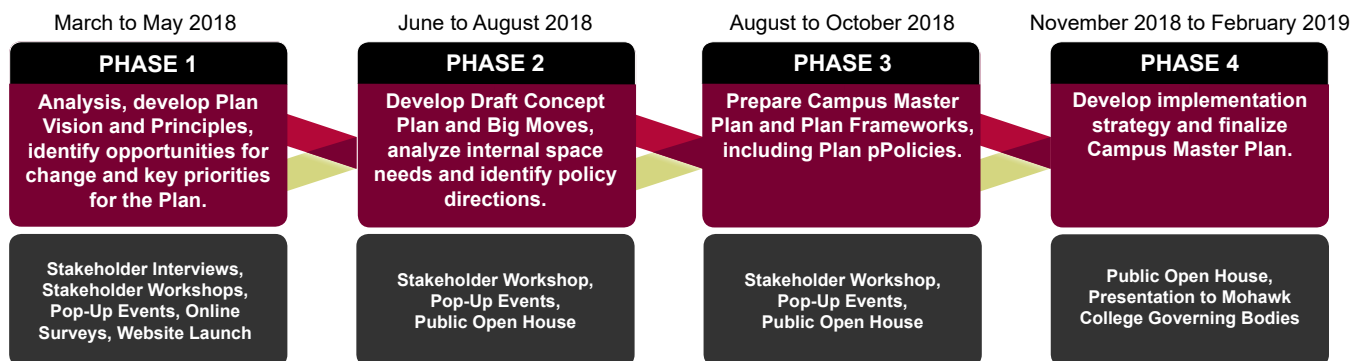 March to May 2018
PHASE 1
Analysis, develop Plan
Vision and Principles,
identify opportunities for
change and key priorities
for the Plan.
Stakeholder Interviews,
Stakeholder Workshops,
Pop-Up Events, Online
Surveys, Website Launch
June to August 2018
PHASE 2
Develop Draft Concept
Plan and Big Moves,
analyze internal space
needs and identify policy
directions.
Stakeholder Workshop,
Pop-Up Events,
Public Open House
August to October 2018
PHASE 3
Prepare Campus Master
Plan and Plan Frameworks,
including Plan pPolicies.
Stakeholder Workshop,
Pop-Up Events,
Public Open House
November 2018 to February 2019
PHASE 4
Develop implementation
strategy and finalize
Campus Master Plan.
Public Open House,
Presentation to Mohawk
College Governing Bodies